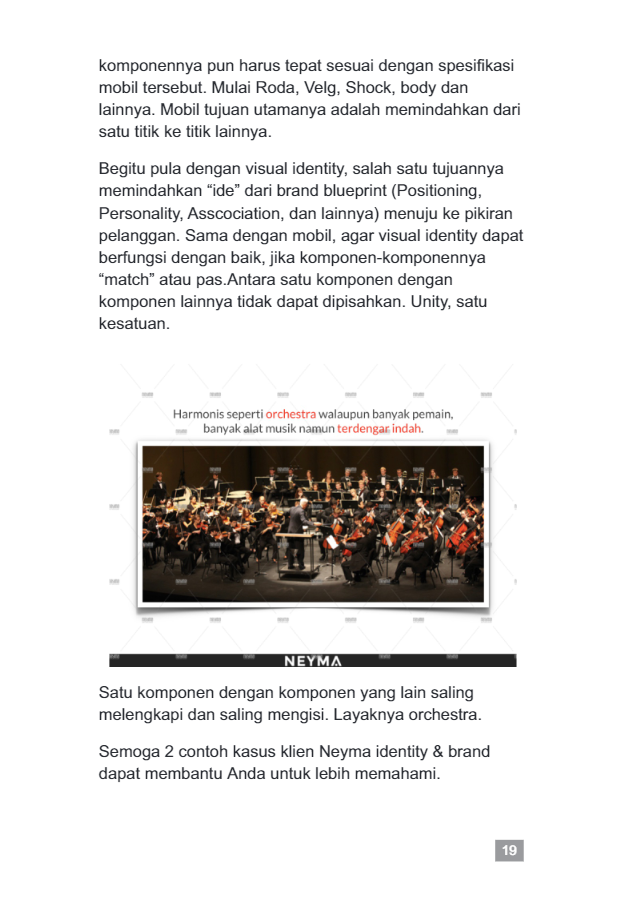 komponennya pun harus tepat sesuai dengan spesifikasi
mobil tersebut. Mulai Roda, Velg, Shock, body dan
lainnya. Mobil tujuan utamanya adalah memindahkan dari
satu titik ke titik lainnya.
Begitu pula dengan visual identity, salah satu tujuannya
memindahkan “ide” dari brand blueprint (Positioning,
Personality, Asscociation, dan lainnya) menuju ke pikiran
pelanggan. Sama dengan mobil, agar visual identity dapat
berfungsi dengan baik, jika komponen-komponennya
“match” atau pas.Antara satu komponen dengan
komponen lainnya tidak dapat dipisahkan. Unity, satu
kesatuan.
Harmonis seperti orchestra walaupun banyak pemain,
banyak alat musik namun terdengar indah.
NEYMA
Satu komponen dengan komponen yang lain saling
melengkapi dan saling mengisi. Layaknya orchestra.
Semoga 2 contoh kasus klien Neyma identity & brand
dapat membantu Anda untuk lebih memahami.
19